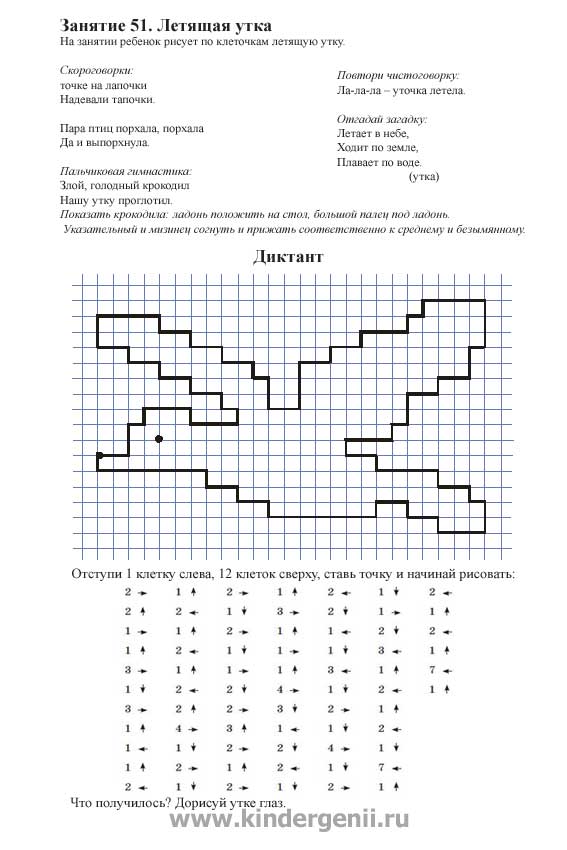 Занятие 51. Летящая утка
На занятии ребенок рисует по клеточкам летящую утку.
Скороговорки:
точке на лапочки
Надевали тапочки.
Пара птиц порхала, порхала
Да и выпорхнула.
Пальчиковая гимнастика:
Злой, голодный крокодил
Нашу утку проглотил.
Повтори чистоговорку:
Ла-ла-ла – уточка летела.
Отгадай загадку:
Летает в небе,
Ходит по земле,
Плавает по воде.
(утка)
Показать крокодила: ладонь положить на стол, большой палец под ладонь.
Указательный и мизинец согнуть и прижать соответственно к среднему и безымянному.
Диктант
Отступи 1 клетку слева, 12 клеток сверху, ставь точку и начинай рисовать:
2 → 1 ↑ 2 → 1 ↑ 2 ← 1 ↓ 2 ←
2 ↑ 2 ← 1 ↓ 3 → 2 ↓ 1 → 1 ↑
1 → 1 ↑ 2 → 1 ↑ 1 ← 2 ↓ 2 ←
1 ↑ 2 ← 1 ↓ 1 → 1 ↓ 3 ← 1 ↑
3 → 1 ↑ 1 → 1 ↑ 3 ← 1 ↑ 7 ←
1 ↓ 2 ← 2 ↓ 4 → 1 ↓ 2 ← 1 ↑
3 → 2 ↑ 2 → 3 ↓ 2 → 1 ↑
1 ↑ 4 → 3 ↑ 1 ← 1 ↓ 2 ←
1 ← 1 ↓ 2 → 2 ↓ 4 → 1 ↓
1 ↑ 2 → 1 ↑ 2 ← 1 ↓ 7 ←
2 ← 1 ↓ 2 → 1 ↓ 2 → 1 ↑
Что получилось? Дорисуй утке глаз.
www.kindergenii.ru